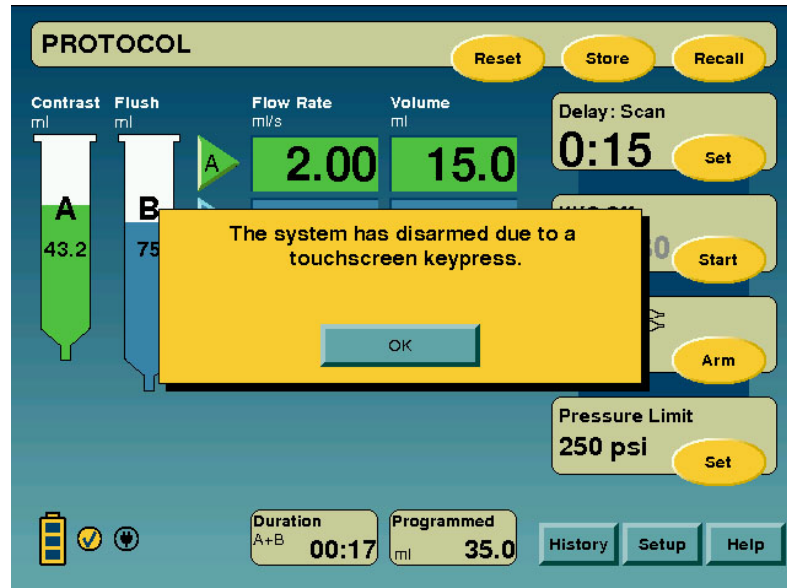 PROTOCOL
Reset
Store
Recall
Contrast
ml
Flush
ml
Flow Rate
ml/s
Volume
ml
A
2.00
15.0
Delay: Scan
0:15
Set
A
43.2
B
75
Start
The system has disarmed due to a
touchscreen keypress.
OK
Arm
Pressure Limit
250 psi
Set
Duration
A+B 00:17
Programmed
ml 35.0
History
Setup
Help